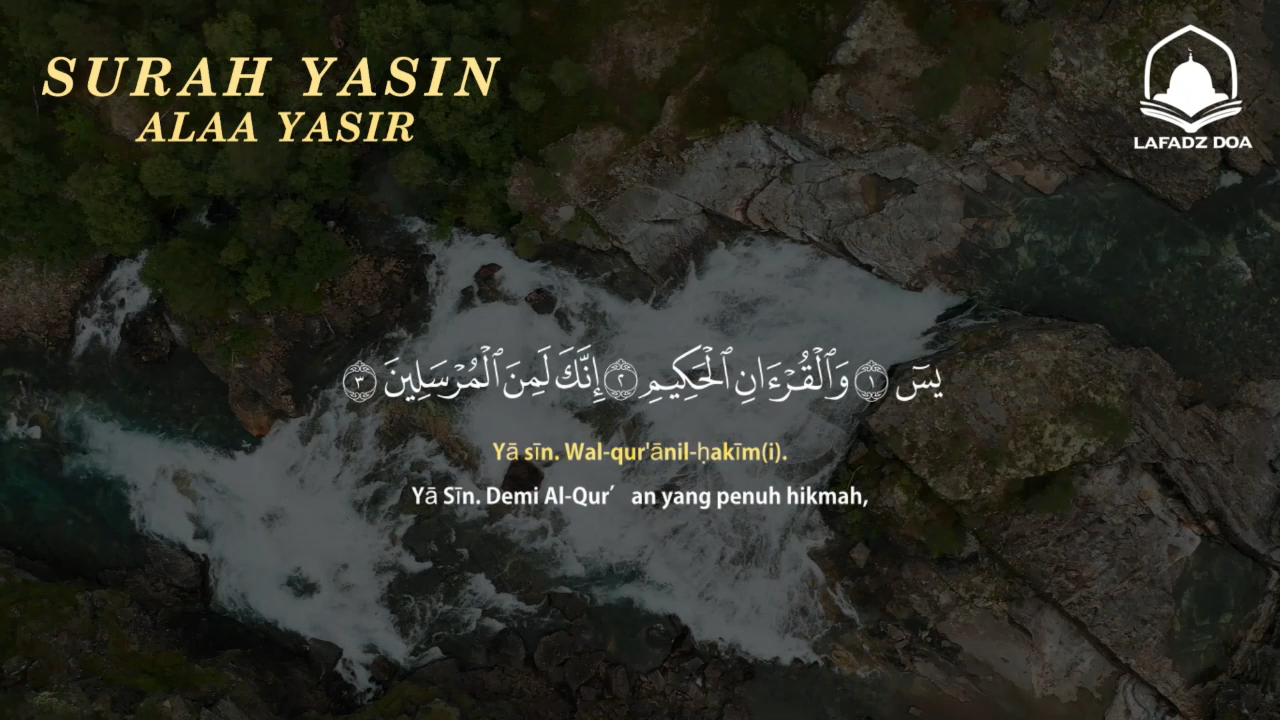 SURAH YASIN
ALAA YASIR
LAFADZ DOA
يسٓ ١ وَٱلْقُرْءَانِ ٱلْحَكِيمِ ٢ إِنَّكَ لَمِنَ ٱلْمُرْسَلِينَ ٣
Yā sīn. Wal-qur'ānil-ḥakīm(i).
Yā Sīn. Demi Al-Qur′ an yang penuh hikmah,